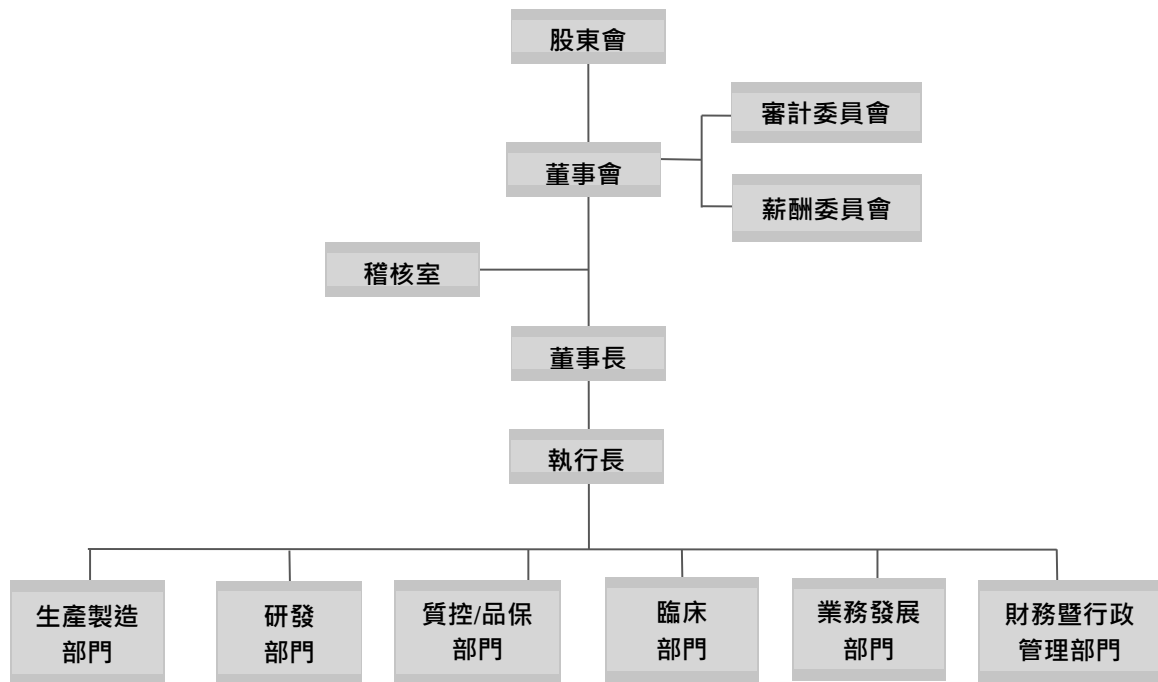 股東會
審計委員會
董事會
薪酬委員會
稽核室
董事長
執行長
生產製造
部門
研發
部門
質控/品保
部門
臨床
部門
業務發展
部門
財務暨行政
管理部門